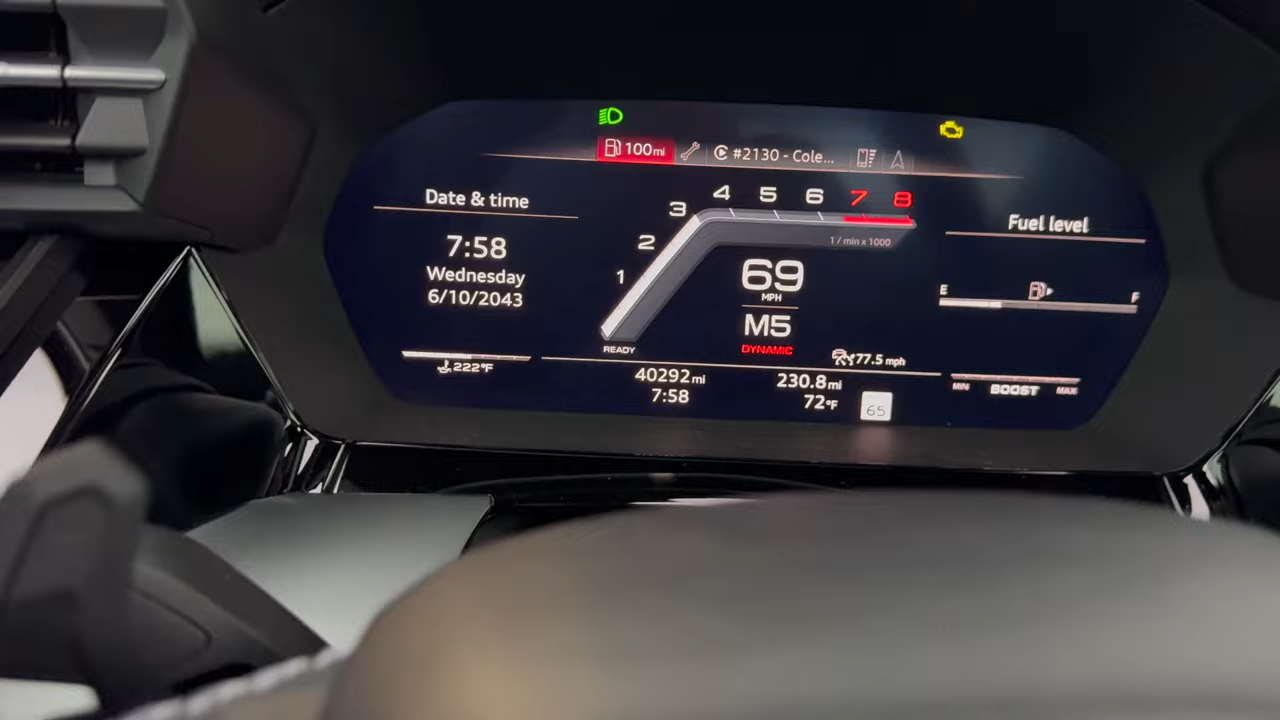 100mi
#2130 - Cole...
Date & time
7:58
Wednesday
6/10/2043
222°F
1
2
3
4
5
6
7
8
1 / min x 1000
69
MPH
M5
DYNAMIC
READY
77.5 mph
40292mi
7:58
230.8mi
72°F
65
Fuel level
E
F
MIN
BOOST
MAX